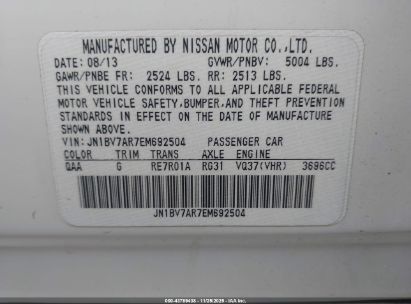 MANUFACTURED BY NISSAN MOTOR CO.,LTD.
DATE: 08/13 GVWR/PNBV: 5004 LBS.
GAWR/PNBE FR: 2524 LBS. RR: 2513 LBS.
THIS VEHICLE CONFORMS TO ALL APPLICABLE FEDERAL
MOTOR VEHICLE SAFETY,BUMPER,AND THEFT PREVENTION
STANDARDS IN EFFECT ON THE DATE OF MANUFACTURE
SHOWN ABOVE.
VIN: JN1BV7AR7EM692504 PASSENGER CAR
COLOR TRIM TRANS AXLE ENGINE
QAA G RE7R01A RG31 VQ37(VHR) 3696CC
JN1BV7AR7EM692504